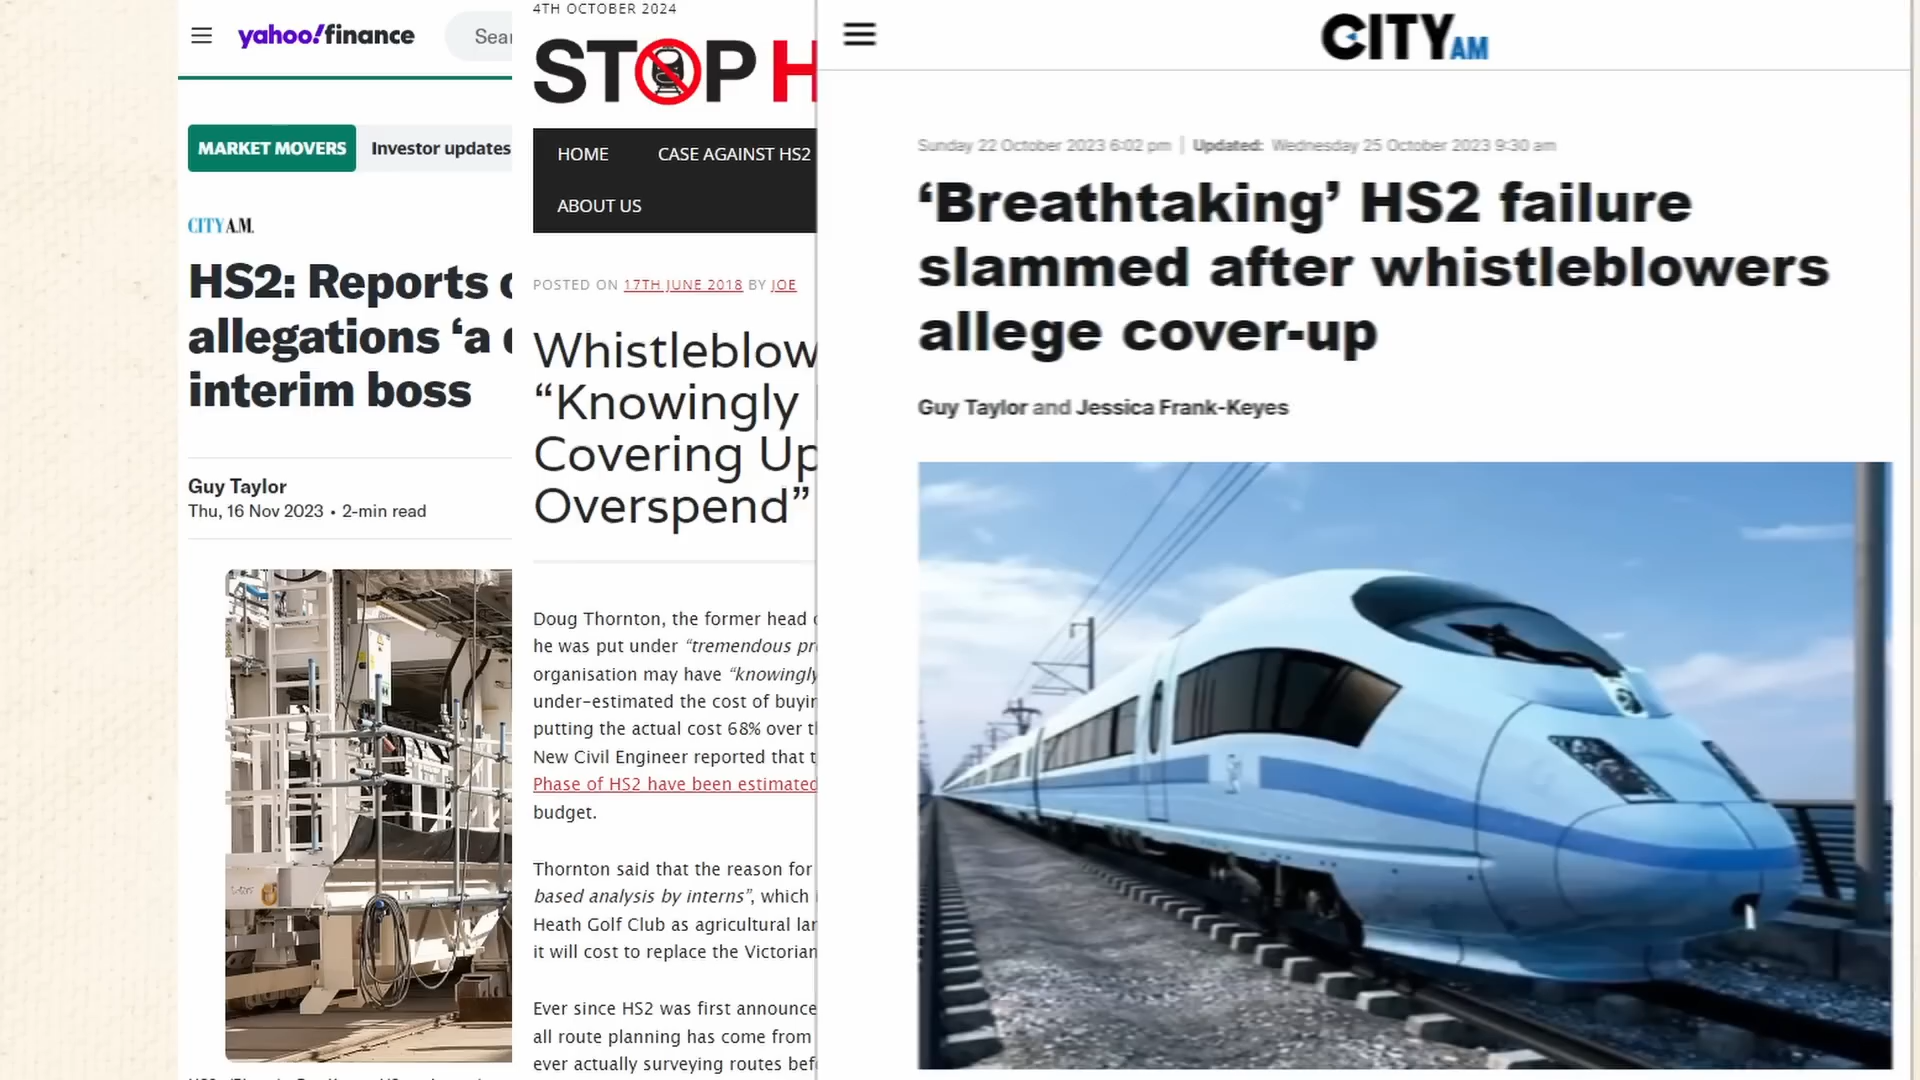 yahoo!finance
MARKET MOVERS
Investor updates
CITY A.M.
HS2: Reports
allegations ‘a
interim boss
Guy Taylor
Thu, 16 Nov 2023 • 2-min read
4TH OCTOBER 2024
STOP H
HOME
CASE AGAINST HS2
ABOUT US
POSTED ON 17TH JUNE 2018 BY JOE
Whistleblow
“Knowingly
Covering Up
Overspend”
Doug Thornton, the former head
he was put under “tremendous pr
organisation may have “knowingly
under-estimated the cost of buyin
putting the actual cost 68% over
New Civil Engineer reported that
Phase of HS2 have been estimated
budget.
Thornton said that the reason for
based analysis by interns”, which
Heath Golf Club as agricultural lan
it will cost to replace the Victorian
Ever since HS2 was first announce
all route planning has come from
ever actually surveying routes bef
CITY AM
Sunday 22 October 2023 6:02 pm | Updated: Wednesday 25 October 2023 9:30 am
‘Breathtaking’ HS2 failure
slammed after whistleblowers
allege cover-up
Guy Taylor and Jessica Frank-Keyes